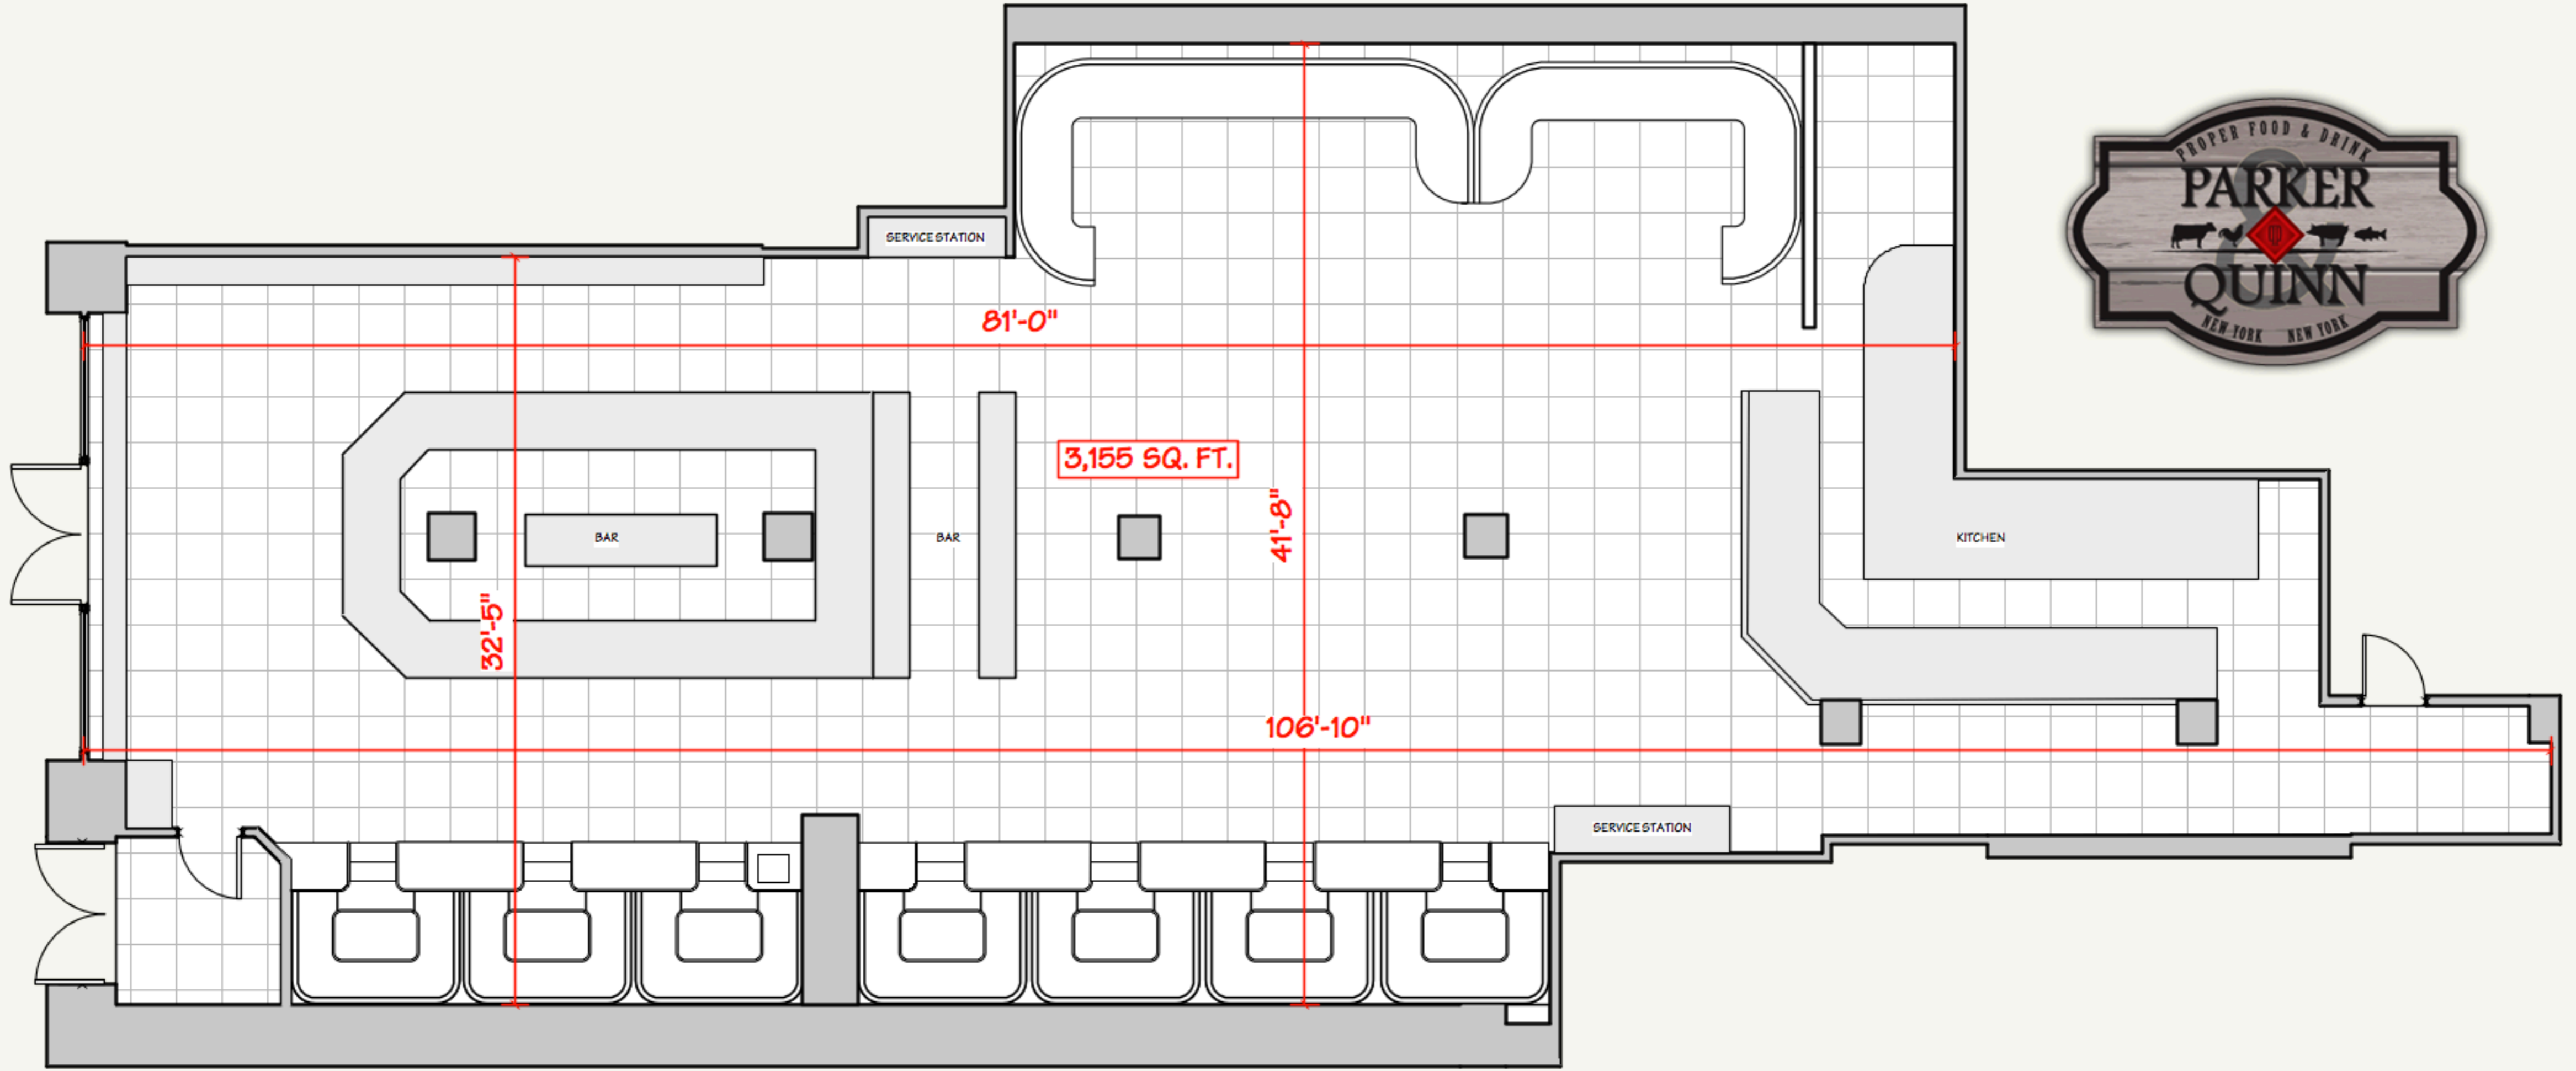 PROPER FOOD & DRINK
PARKER
&
QUINN
NEW YORK NEW YORK
SERVICE STATION
81'-0"
3,155 SQ. FT.
41'-8"
BAR
BAR
KITCHEN
32'-5"
106'-10"
SERVICE STATION